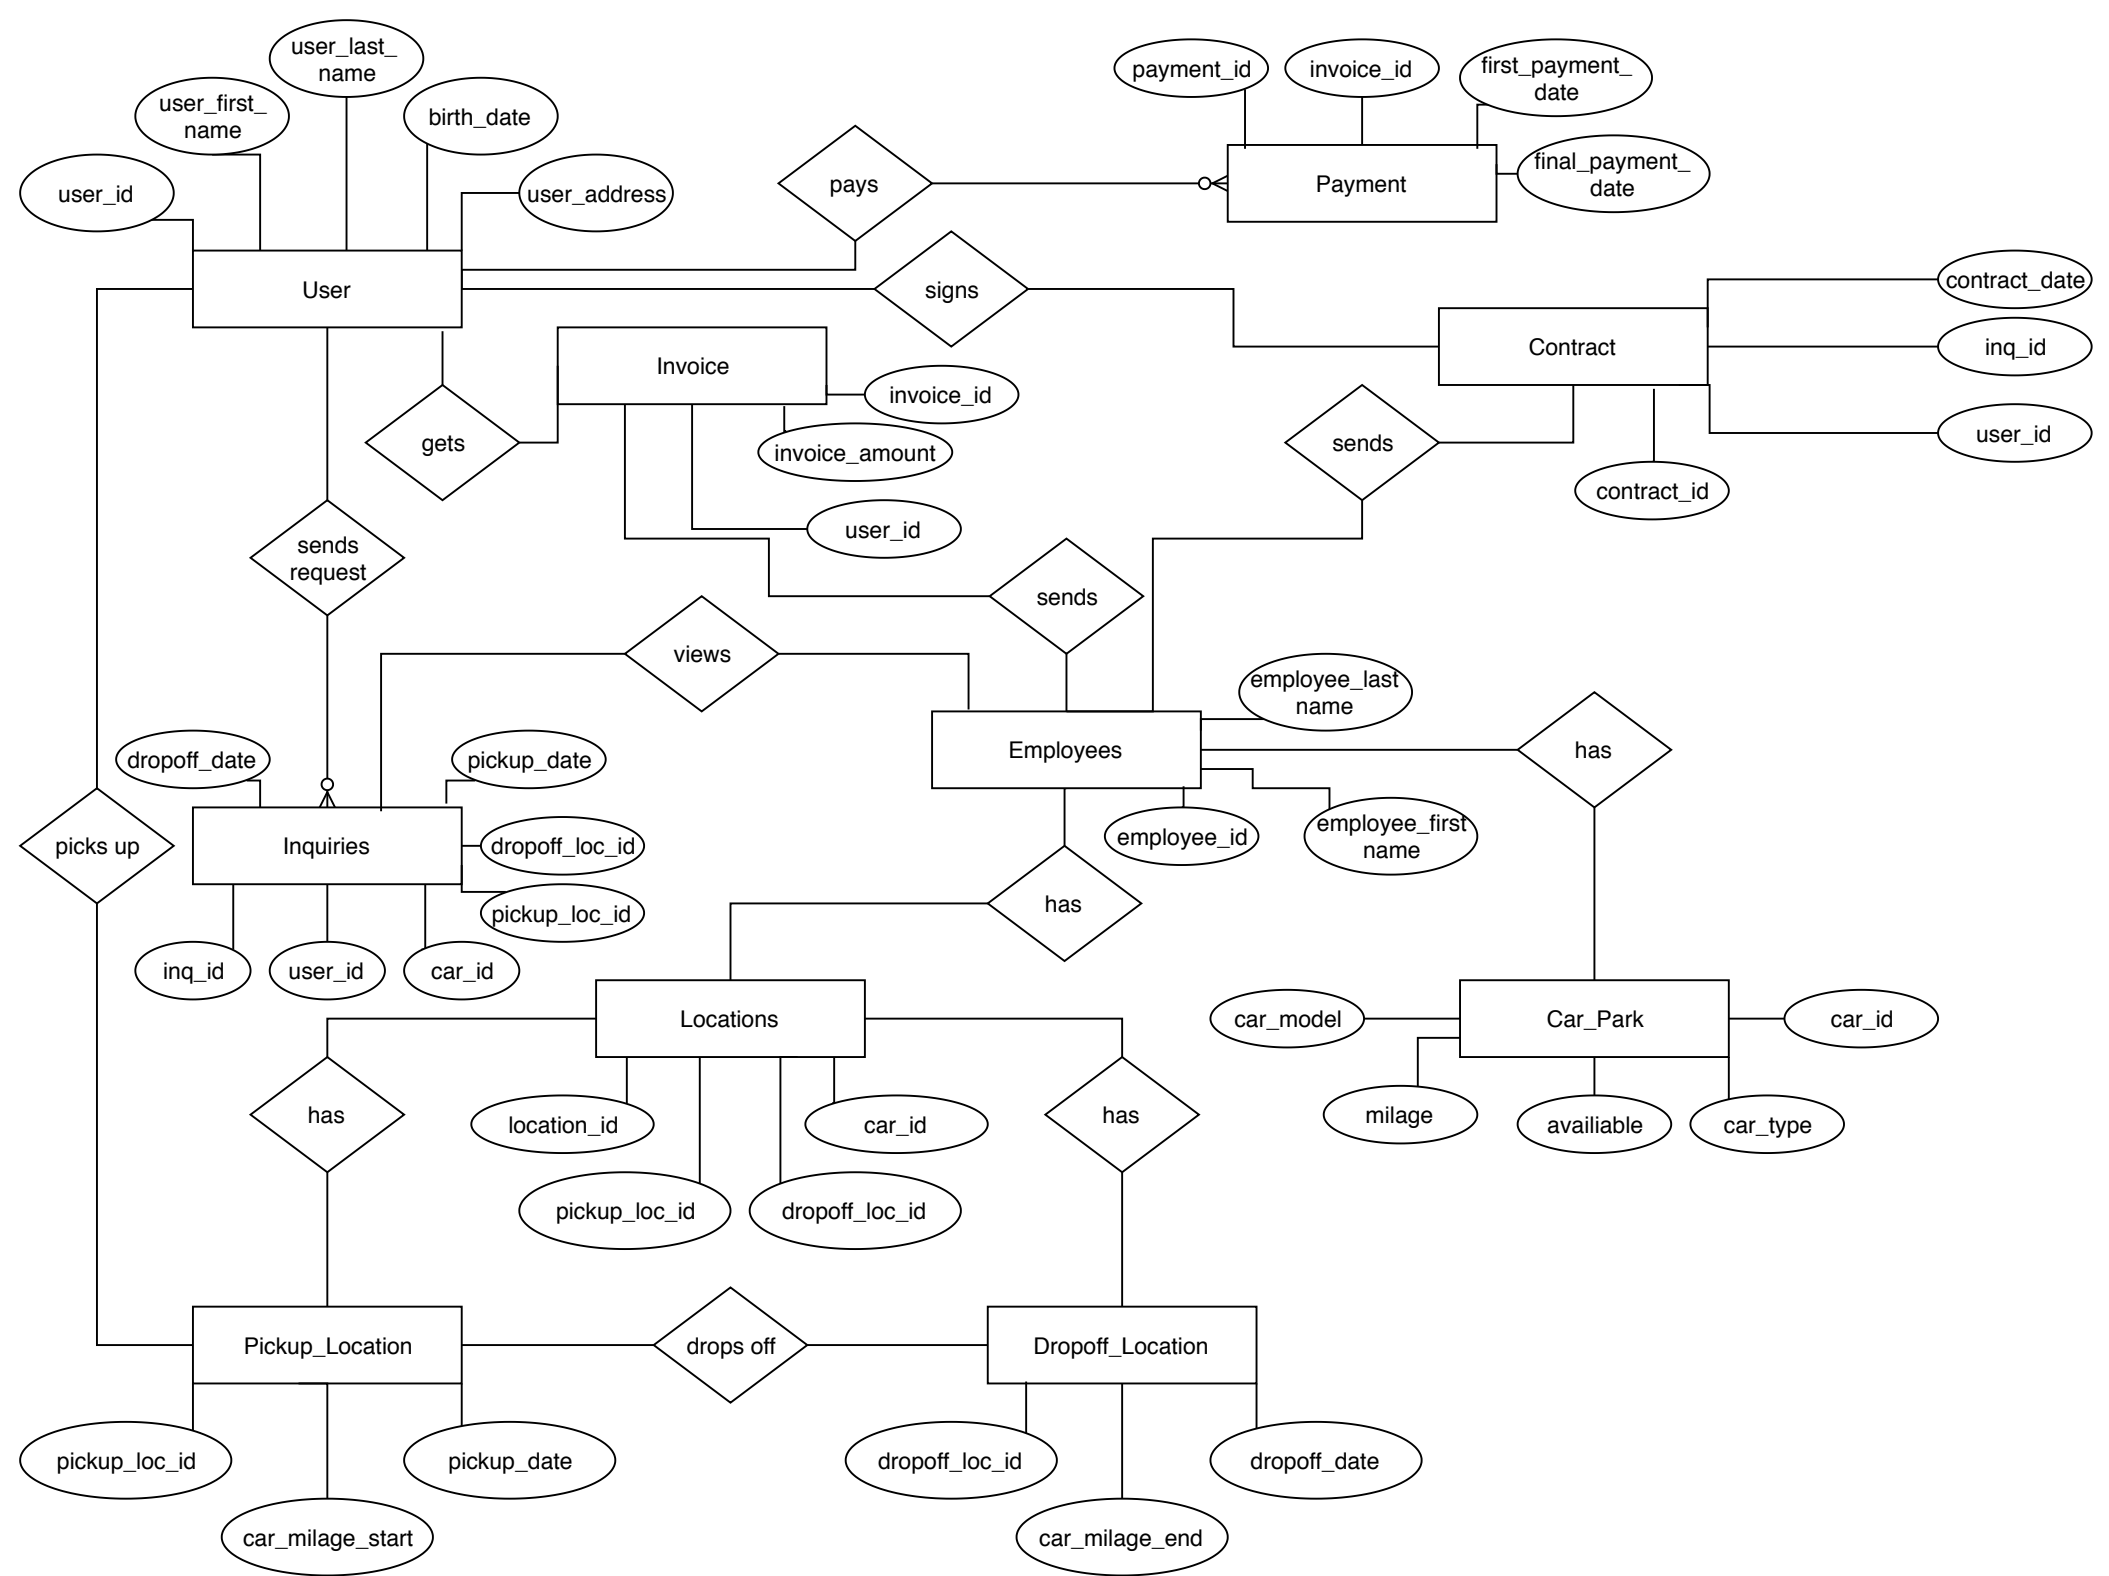 user_last_
name
payment_id
invoice_id
first_payment_
date
user_first_
name
birth_date
user_id
user_address
pays
Payment
final_payment_
date
User
signs
contract_date
Contract
inq_id
Invoice
invoice_id
gets
invoice_amount
sends
user_id
contract_id
user_id
sends
request
sends
views
employee_last
name
dropoff_date
pickup_date
Employees
has
picks up
Inquiries
dropoff_loc_id
employee_id
employee_first
name
pickup_loc_id
has
inq_id
user_id
car_id
Locations
car_model
Car_Park
car_id
has
location_id
car_id
has
milage
availiable
car_type
pickup_loc_id
dropoff_loc_id
Pickup_Location
drops off
Dropoff_Location
pickup_loc_id
pickup_date
dropoff_loc_id
dropoff_date
car_milage_start
car_milage_end